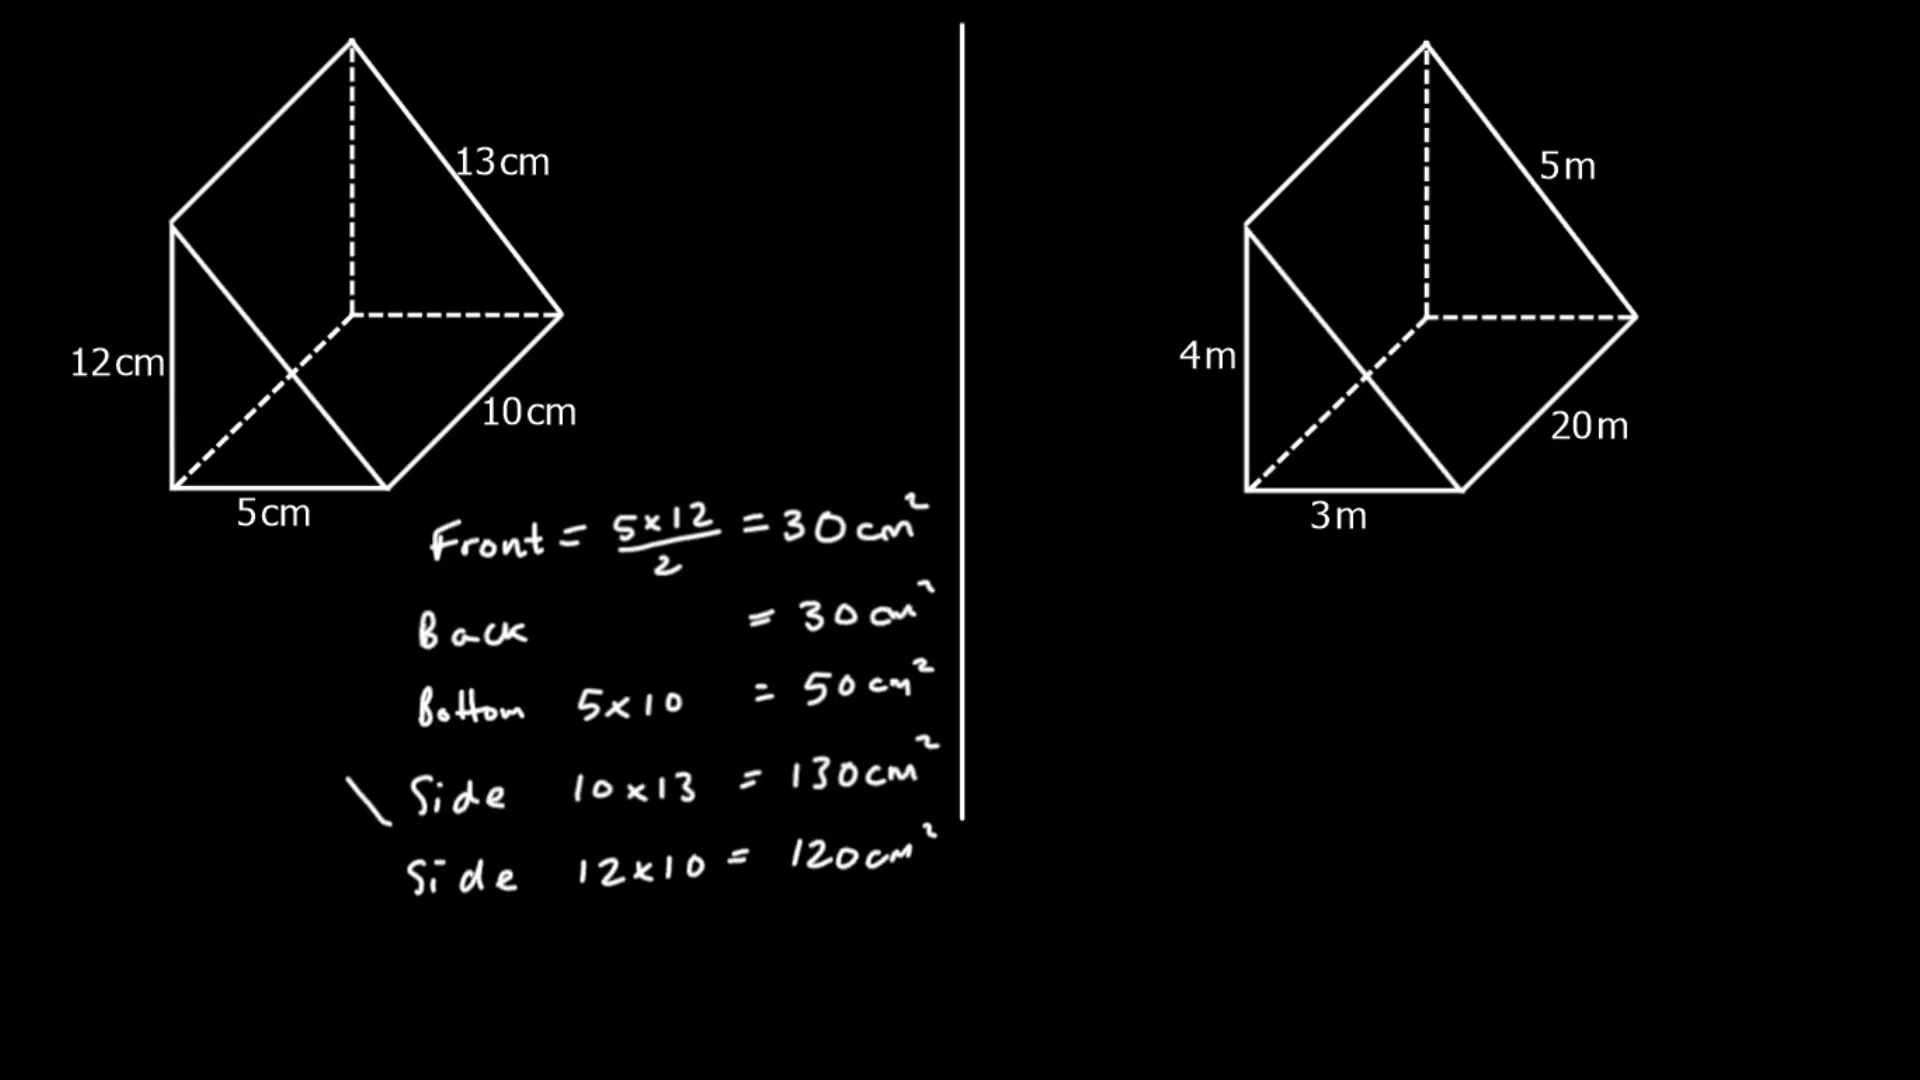 13cm
12cm
10cm
5cm
Front = 5×12/2 = 30cm²
Back = 30cm²
Bottom 5×10 = 50cm²
\ Side 10×13 = 130cm²
Side 12×10 = 120cm²
5m
4m
20m
3m